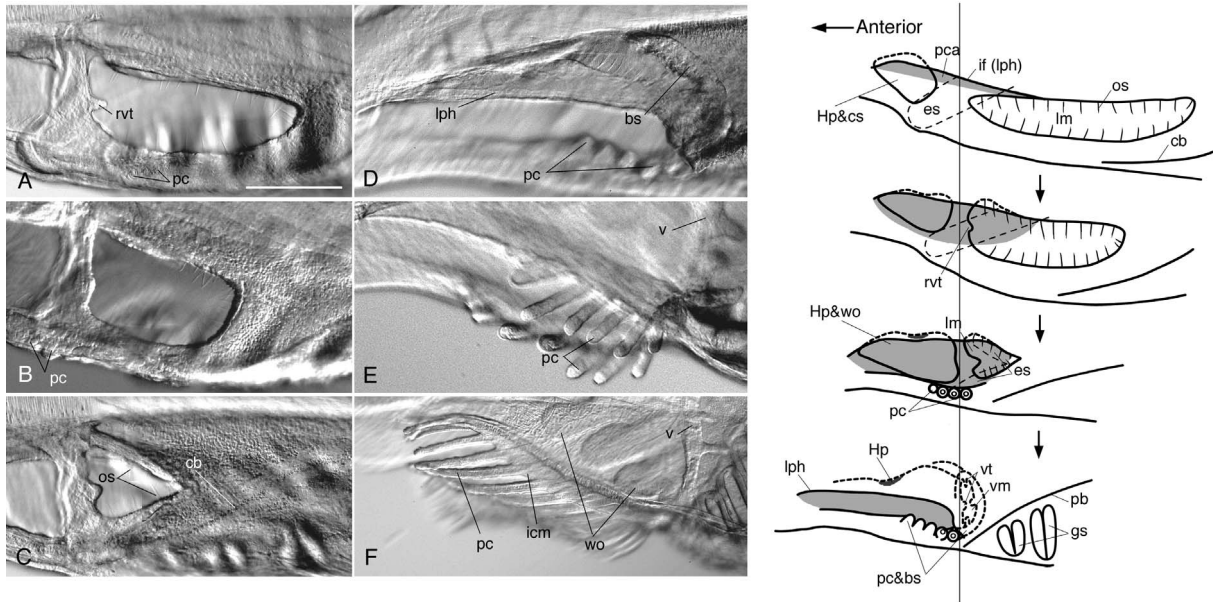 A
rvt
pc
B
pc
C
os
cb
D
lph
bs
pc
E
v
pc
F
v
pc
icm
wo
Anterior
pca
if (lph)
os
Hp&cs
es
lm
cb
rvt
Hp&wo
lm
es
pc
Hp
lph
vt
vm
pb
gs
pc&bs